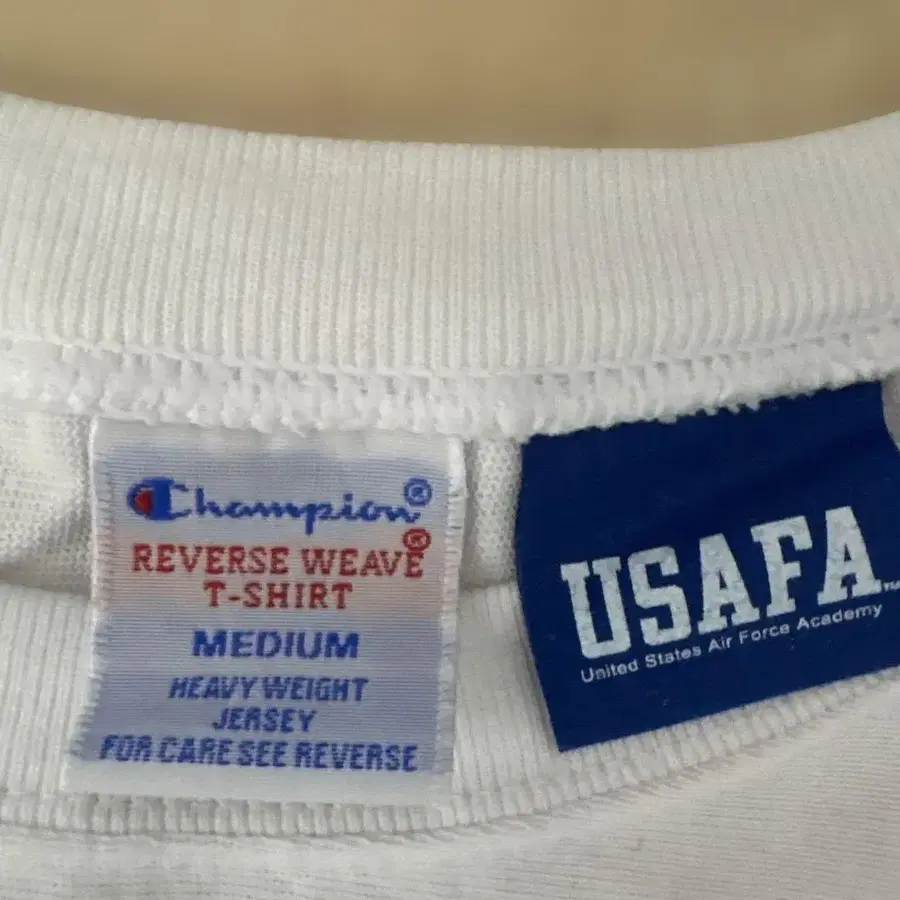 Champion®
REVERSE WEAVE®
T-SHIRT
MEDIUM
HEAVY WEIGHT
JERSEY
FOR CARE SEE REVERSE
USAFA™
United States Air Force Academy